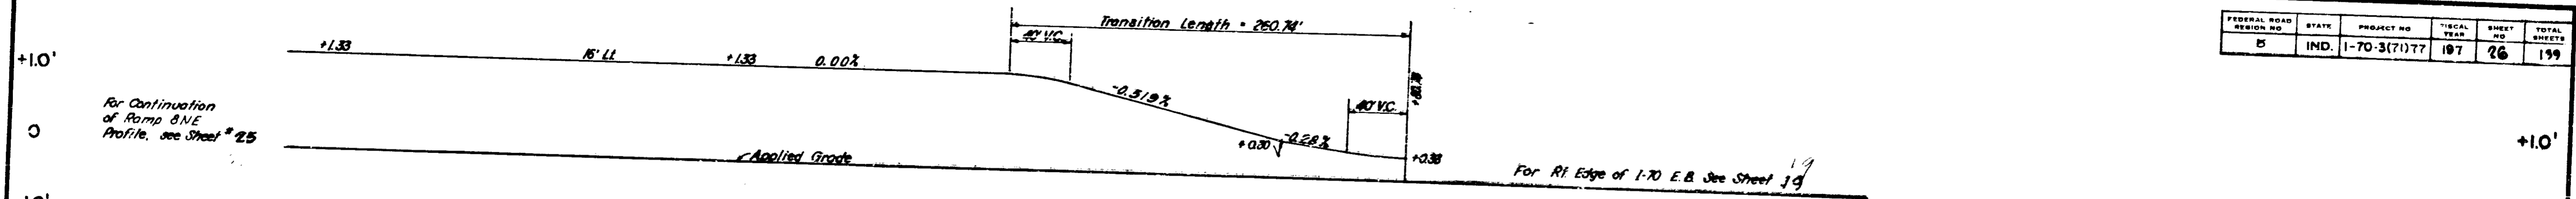 Transition Length = 260.74'
40' V.C.
FEDERAL ROAD REGION NO STATE PROJECT NO FISCAL YEAR SHEET NO TOTAL SHEETS
5 IND. I-70-3(71)77 197 26 199
+1.33 16' Lt. +1.33 0.00%
+1.0'
-0.519%
40' V.C.
For Continuation
of Ramp 8NE
Profile, see Sheet # 25
0
+0.30 -0.28%
+0.38
+1.0'
Applied Grade
For Rt. Edge of I-70 E.B. See Sheet 19